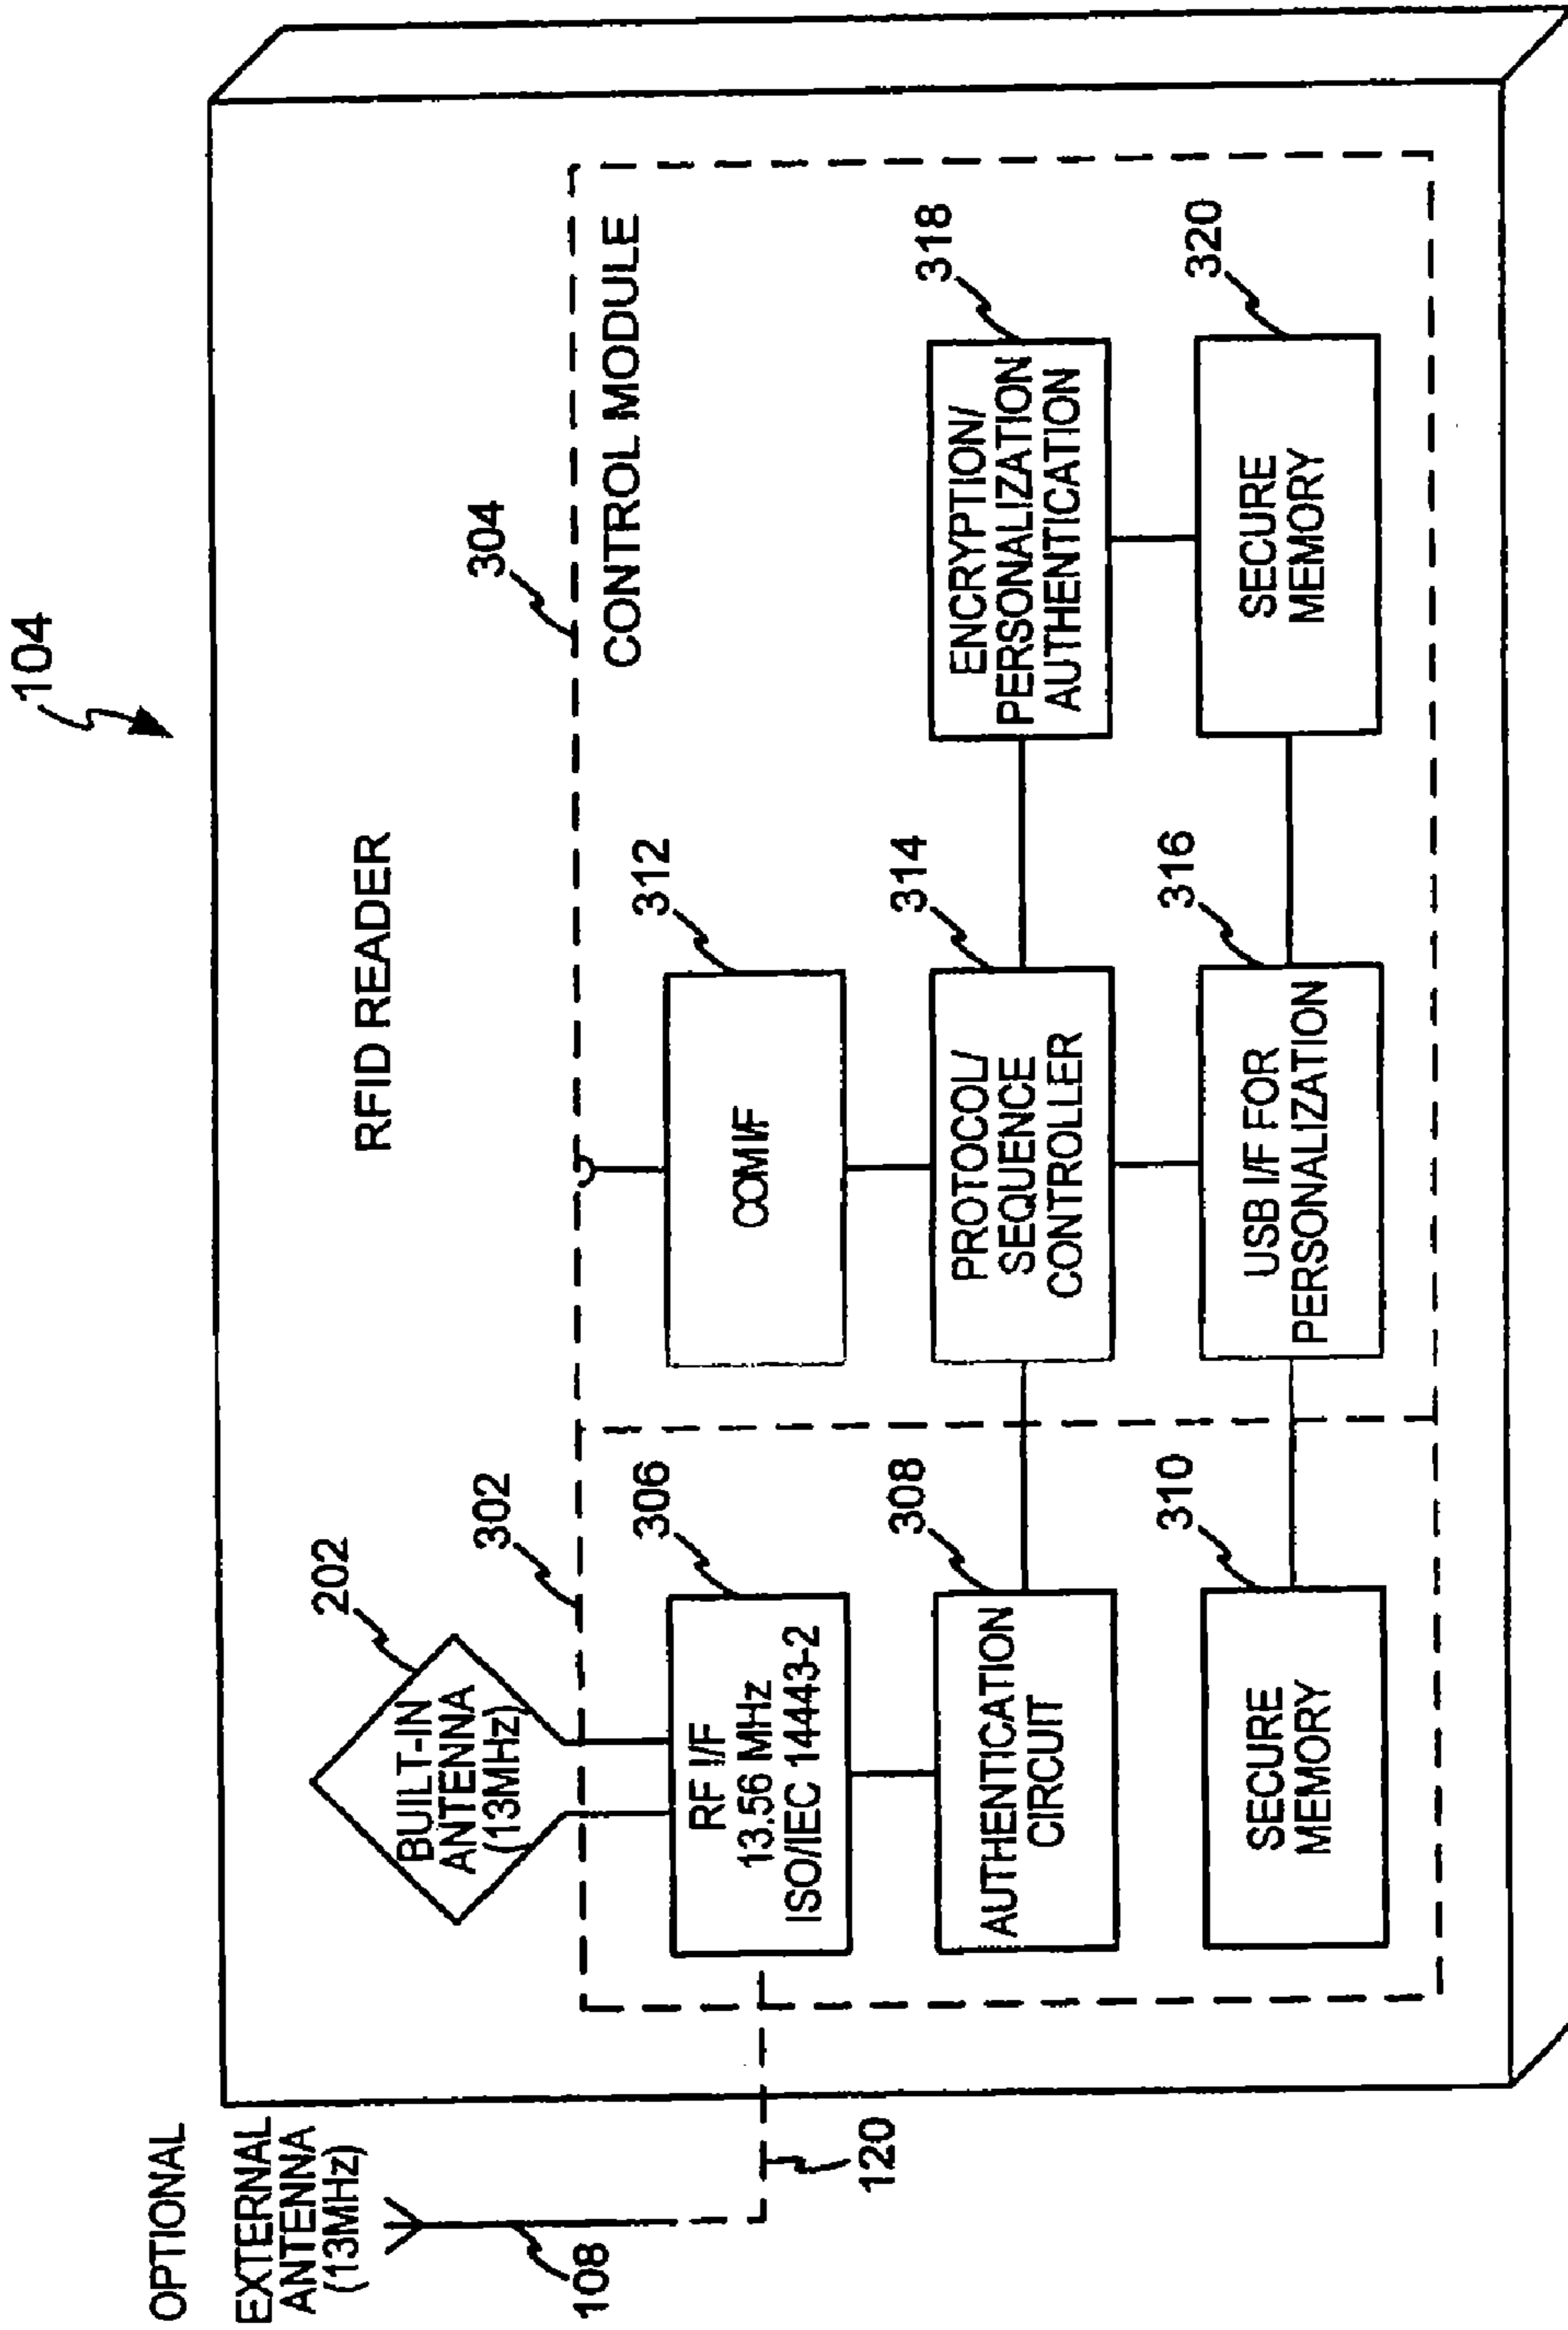 104
OPTIONAL
EXTERNAL
ANTENNA
(13MHz)
108
120
RFID READER
202
BUILT-IN
ANTENNA
(13MHz)
302
304
CONTROL MODULE
306
RF I/F
13.56 MHz
ISO/IEC 14443-2
312
COM I/F
308
AUTHENTICATION
CIRCUIT
314
PROTOCOL/
SEQUENCE
CONTROLLER
318
ENCRYPTION/
PERSONALIZATION
AUTHENTICATION
310
SECURE
MEMORY
316
USB I/F FOR
PERSONALIZATION
320
SECURE
MEMORY